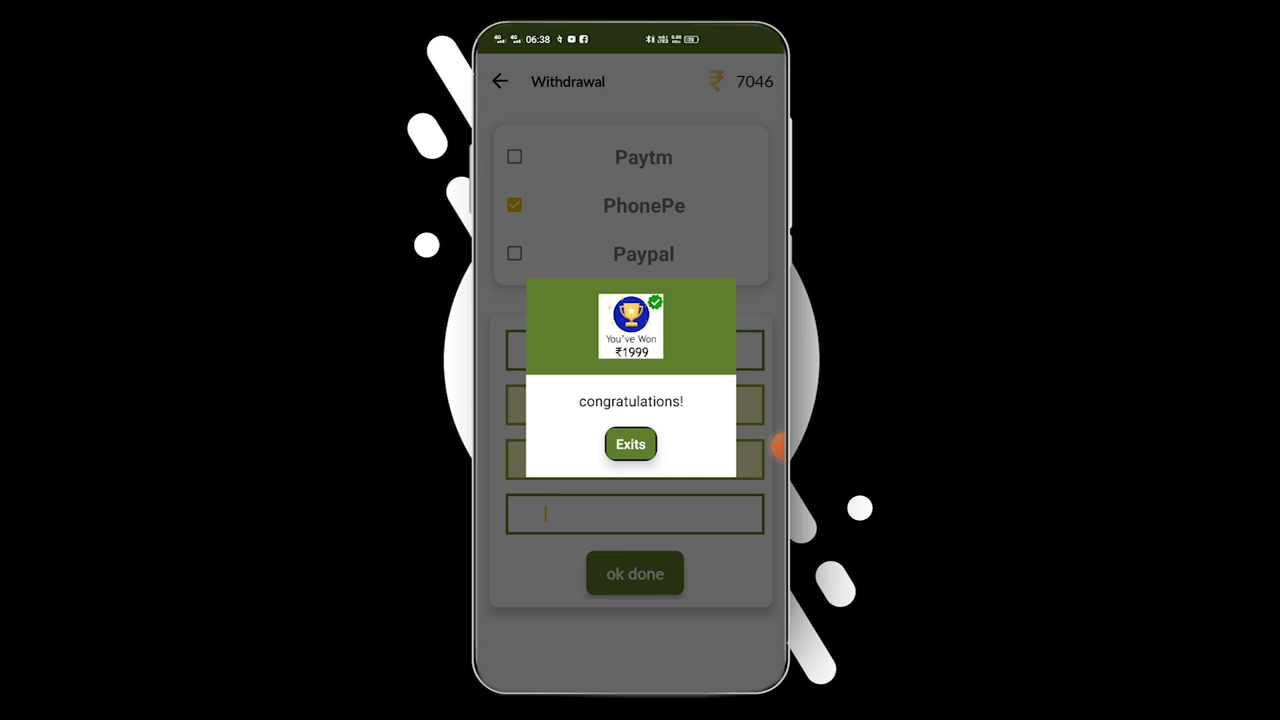 06:38
Withdrawal
₹ 7046
Paytm
PhonePe
Paypal
You've Won
₹1999
congratulations!
Exits
ok done